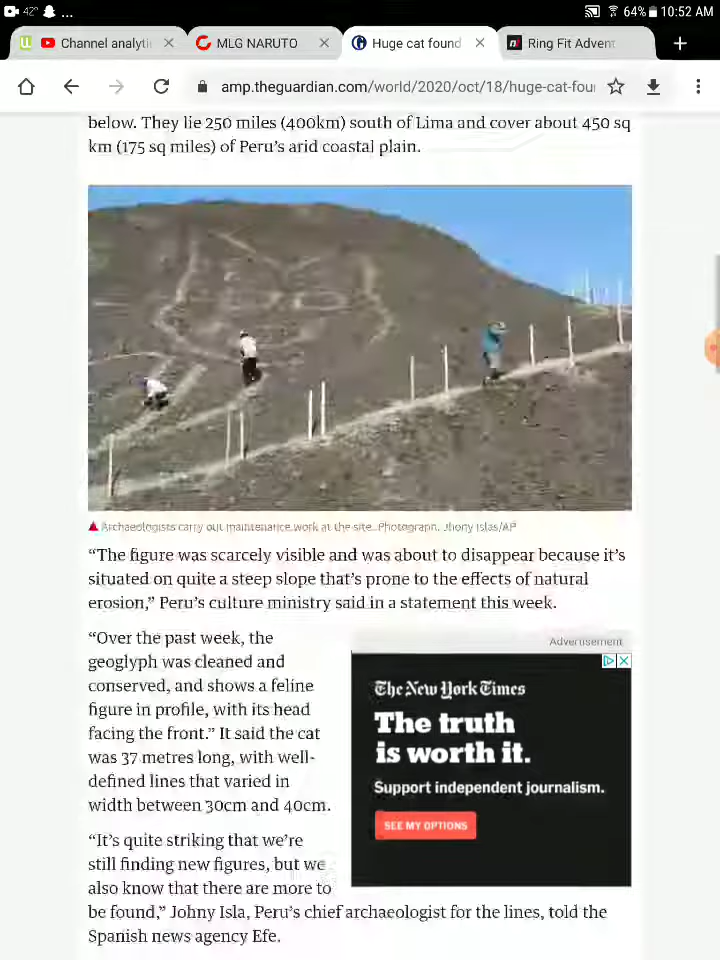 42°
64%
10:52 AM
Channel analyti
MLG NARUTO
Huge cat found
Ring Fit Advent
amp.theguardian.com/world/2020/oct/18/huge-cat-fou
below. They lie 250 miles (400km) south of Lima and cover about 450 sq
km (175 sq miles) of Peru’s arid coastal plain.
Archaeologists carry out maintenance work at the site. Photograph: Jhony Islas/AP
“The figure was scarcely visible and was about to disappear because it’s
situated on quite a steep slope that’s prone to the effects of natural
erosion,” Peru’s culture ministry said in a statement this week.
“Over the past week, the
geoglyph was cleaned and
conserved, and shows a feline
figure in profile, with its head
facing the front.” It said the cat
was 37 metres long, with well-
defined lines that varied in
width between 30cm and 40cm.
Advertisement
The New York Times
The truth
is worth it.
Support independent journalism.
SEE MY OPTIONS
“It’s quite striking that we’re
still finding new figures, but we
also know that there are more to
be found,” Johny Isla, Peru’s chief archaeologist for the lines, told the
Spanish news agency Efe.